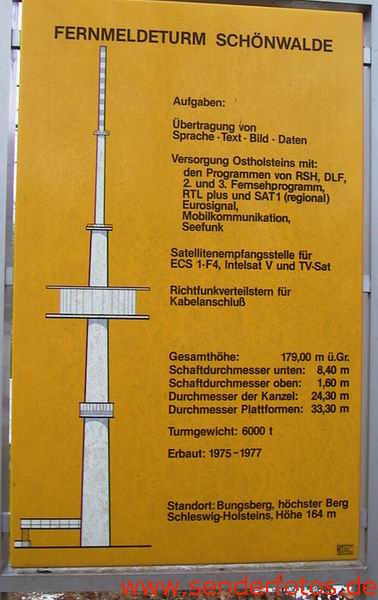 FERNMELDETURM SCHÖNWALDE
Aufgaben:
Übertragung von
Sprache · Text · Bild · Daten
Versorgung Ostholsteins mit:
den Programmen von RSH, DLF,
2. und 3. Fernsehprogramm,
RTL plus und SAT1 (regional)
Eurosignal,
Mobilkommunikation,
Seefunk
Satellitenempfangsstelle für
ECS 1-F4, Intelsat V und TV-Sat
Richtfunkverteilstern für
Kabelanschluß
Gesamthöhe: 179,00 m ü.Gr.
Schaftdurchmesser unten: 8,40 m
Schaftdurchmesser oben: 1,60 m
Durchmesser der Kanzel: 24,30 m
Durchmesser Plattformen: 33,30 m
Turmgewicht: 6000 t
Erbaut: 1975-1977
Standort: Bungsberg, höchster Berg
Schleswig-Holsteins, Höhe 164 m
www.senderfotos.de